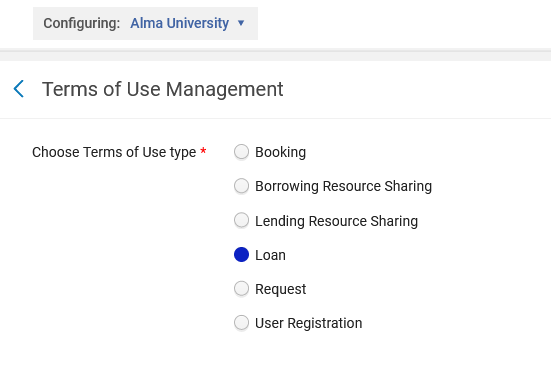 Configuring: Alma University
Terms of Use Management
Choose Terms of Use type *
Booking
Borrowing Resource Sharing
Lending Resource Sharing
Loan
Request
User Registration